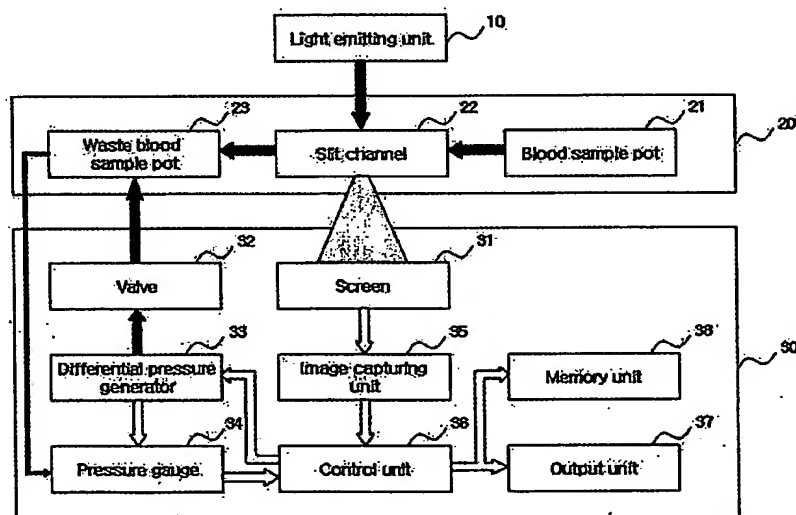 10
Light emitting unit.
23
22
21
20
Waste blood
sample pot
Slit channel
Blood sample pot
32
31
Valve
Screen
33
35
38
30
Differential pressure
generator
Image capturing
unit
Memory unit
34
36
37
Pressure gauge.
Control unit
Output unit